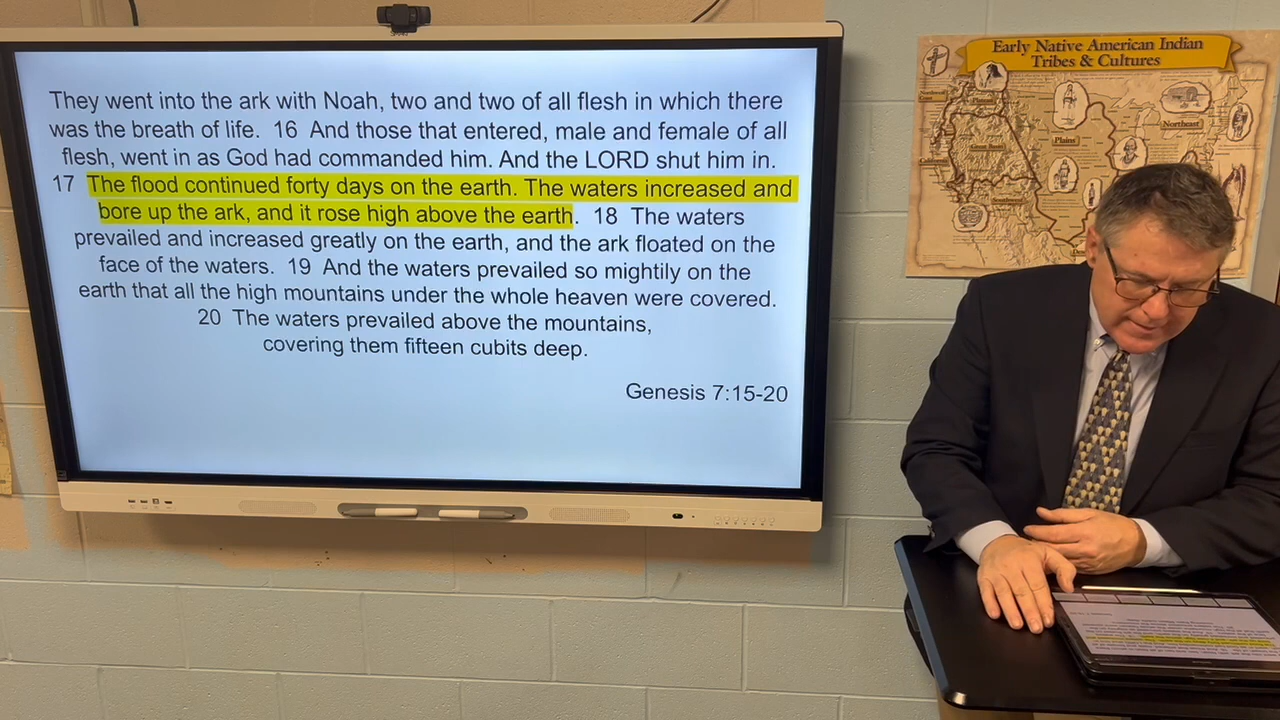 They went into the ark with Noah, two and two of all flesh in which there
was the breath of life. 16 And those that entered, male and female of all
flesh, went in as God had commanded him. And the LORD shut him in.
17 The flood continued forty days on the earth. The waters increased and
bore up the ark, and it rose high above the earth. 18 The waters
prevailed and increased greatly on the earth, and the ark floated on the
face of the waters. 19 And the waters prevailed so mightily on the
earth that all the high mountains under the whole heaven were covered.
20 The waters prevailed above the mountains,
covering them fifteen cubits deep.
Genesis 7:15-20
Early Native American Indian
Tribes & Cultures
Plateau
Great Basin
Plains
Northeast
Southwest